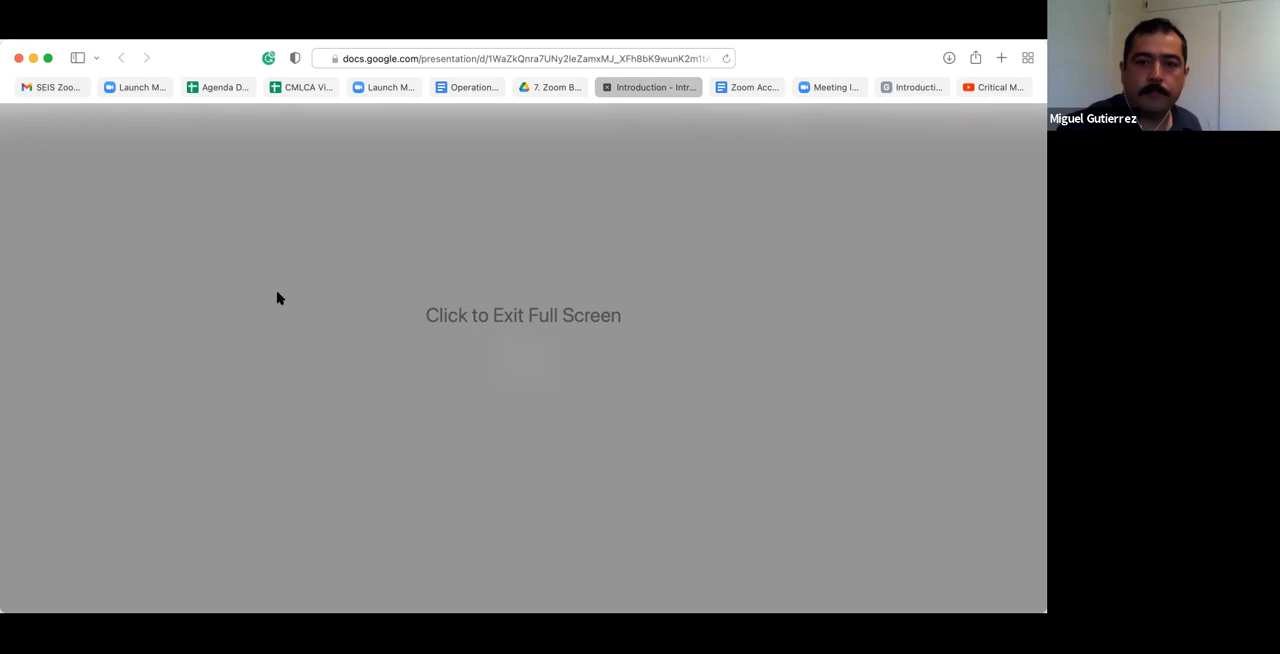 docs.google.com/presentation/d/1WaZkQnra7UNy2IeZamxMJ_XFh8bK9wunK2m1tA
SEIS Zoo...
Launch M...
Agenda D...
CMLCA Vi...
Launch M...
Operation...
7. Zoom B...
Introduction - Intr...
Zoom Acc...
Meeting I...
Introducti...
Critical M...
Miguel Gutierrez
Click to Exit Full Screen